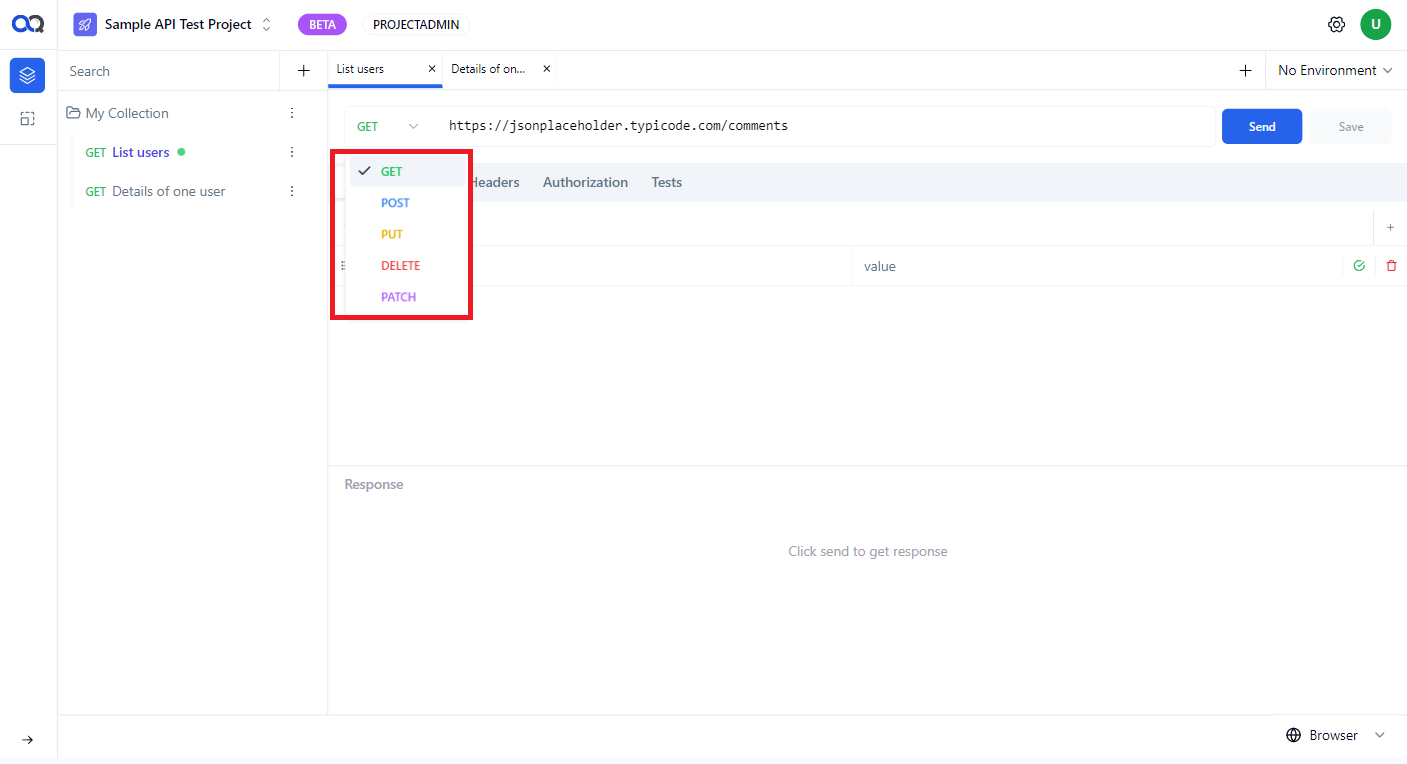 Sample API Test Project
BETA
PROJECTADMIN
U
Search
List users
Details of on...
No Environment
My Collection
GET List users
GET Details of one user
GET
https://jsonplaceholder.typicode.com/comments
Send
Save
GET
POST
PUT
DELETE
PATCH
Headers
Authorization
Tests
value
Response
Click send to get response
Browser